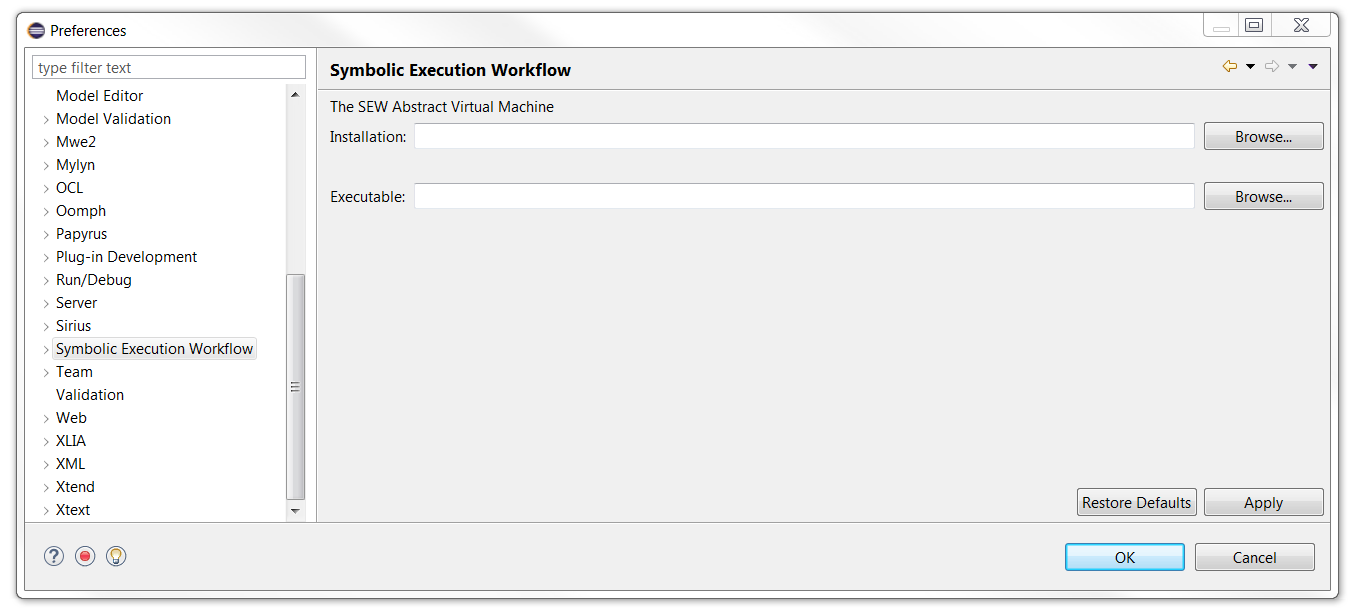 Preferences
type filter text
Model Editor
Model Validation
Mwe2
Mylyn
OCL
Oomph
Papyrus
Plug-in Development
Run/Debug
Server
Sirius
Symbolic Execution Workflow
Team
Validation
Web
XLIA
XML
Xtend
Xtext
Symbolic Execution Workflow
The SEW Abstract Virtual Machine
Installation: Browse...
Executable: Browse...
Restore Defaults Apply
? OK Cancel